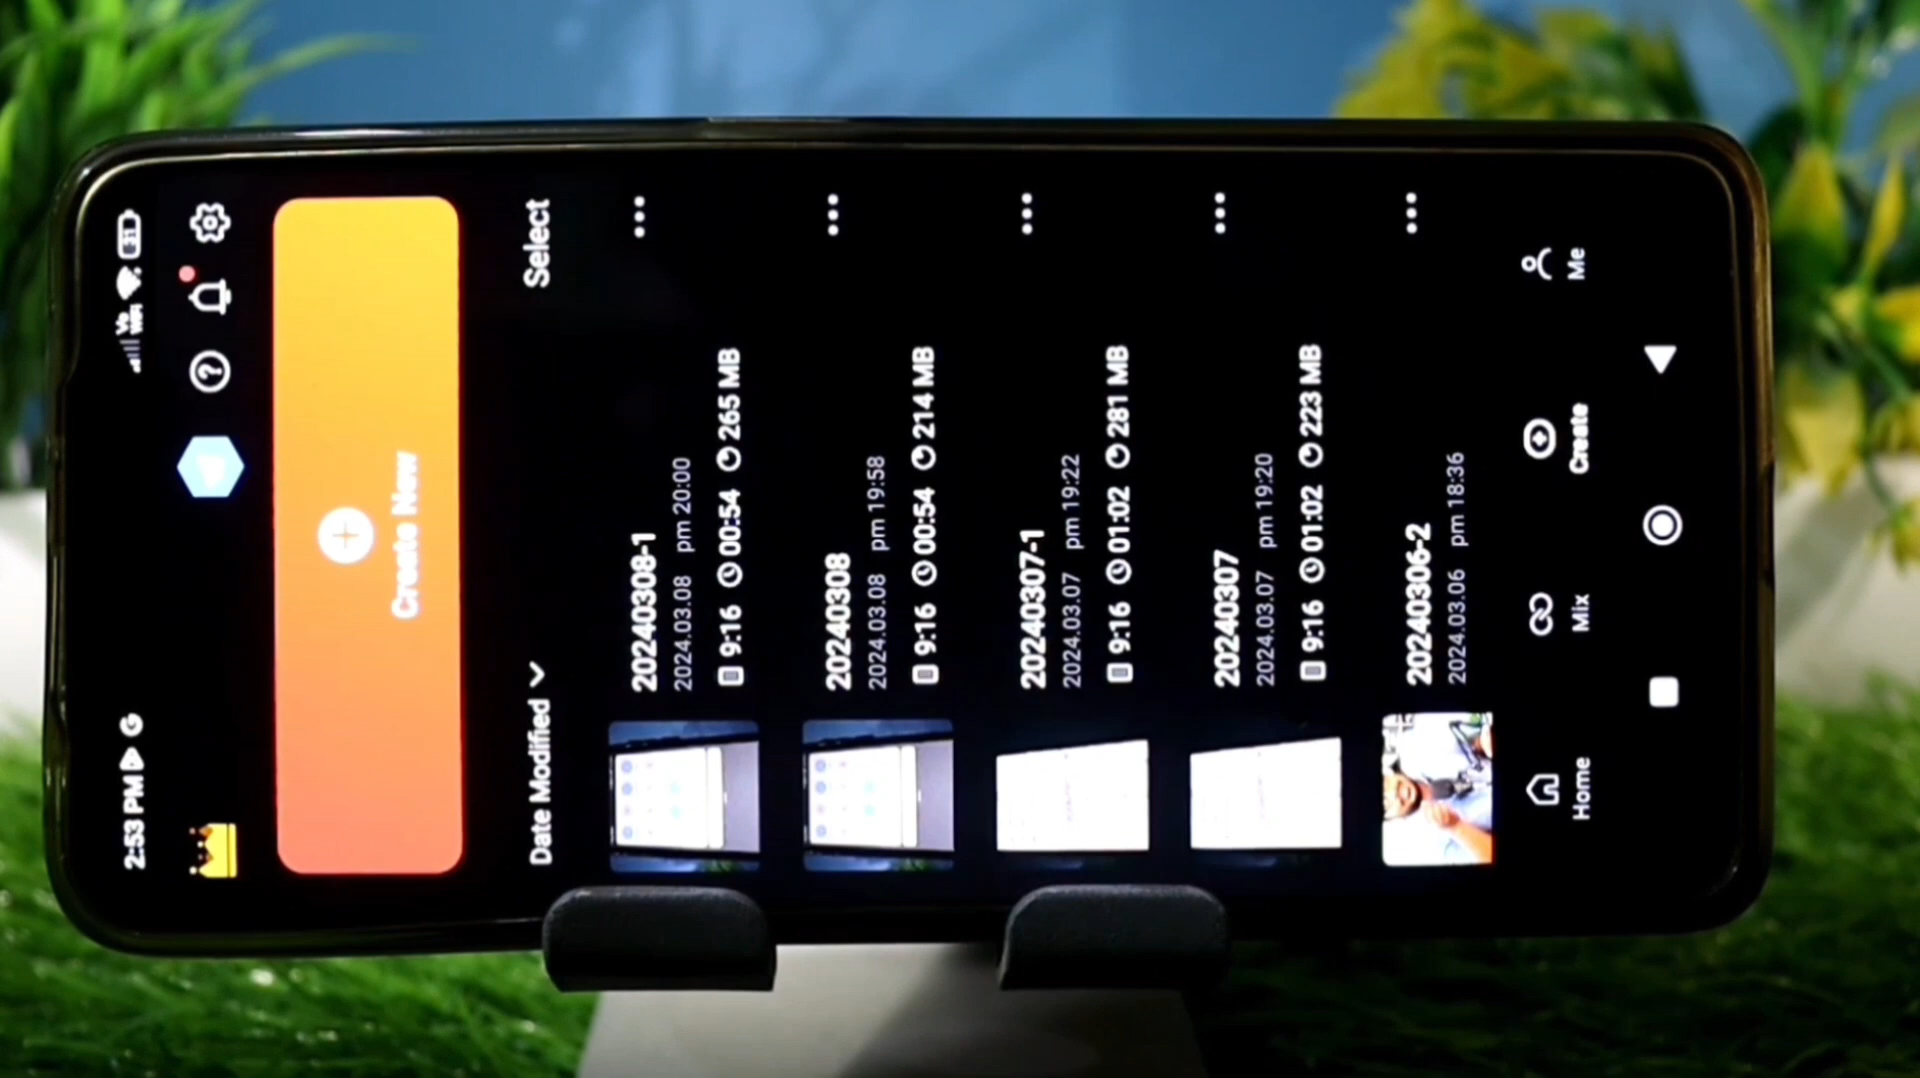 2:53 PM G
Vo
WiFi
31
Create New
Date Modified
Select
20240308-1
2024.03.08 pm 20:00
9:16 00:54 265 MB
20240308
2024.03.08 pm 19:58
9:16 00:54 214 MB
20240307-1
2024.03.07 pm 19:22
9:16 01:02 281 MB
20240307
2024.03.07 pm 19:20
9:16 01:02 223 MB
20240306-2
2024.03.06 pm 18:36
Home
Mix
Create
Me